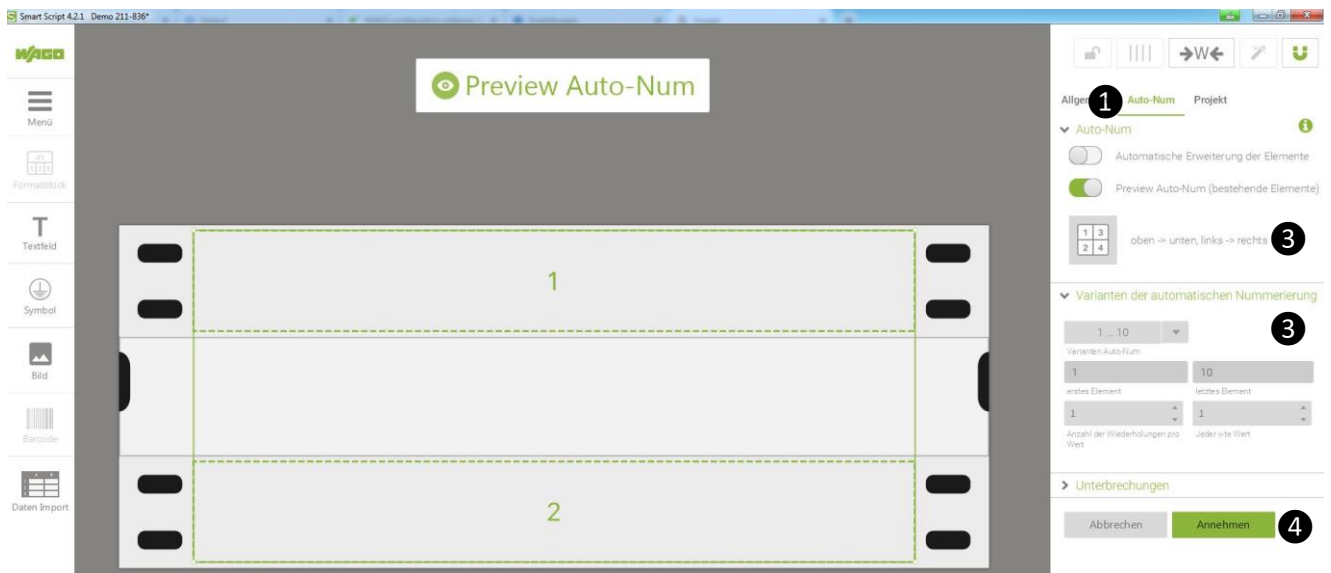 Smart Script 4.2.1 Demo 211-836*
WAGO
Menü
Formatblock
Textfeld
Symbol
Bild
Barcode
Daten Import
Preview Auto-Num
1
2
→W←
1 Auto-Num Projekt
Auto-Num
Automatische Erweiterung der Elemente
Preview Auto-Num (bestehende Elemente)
1 3
2 4
oben -> unten, links -> rechts 3
Varianten der automatischen Nummerierung
1 ... 10 3
Varianten Auto-Num
1 10
erstes Element letztes Element
1 1
Anzahl der Wiederholungen pro Jeder x-te Wert
Wert
Unterbrechungen
Abbrechen Annehmen 4